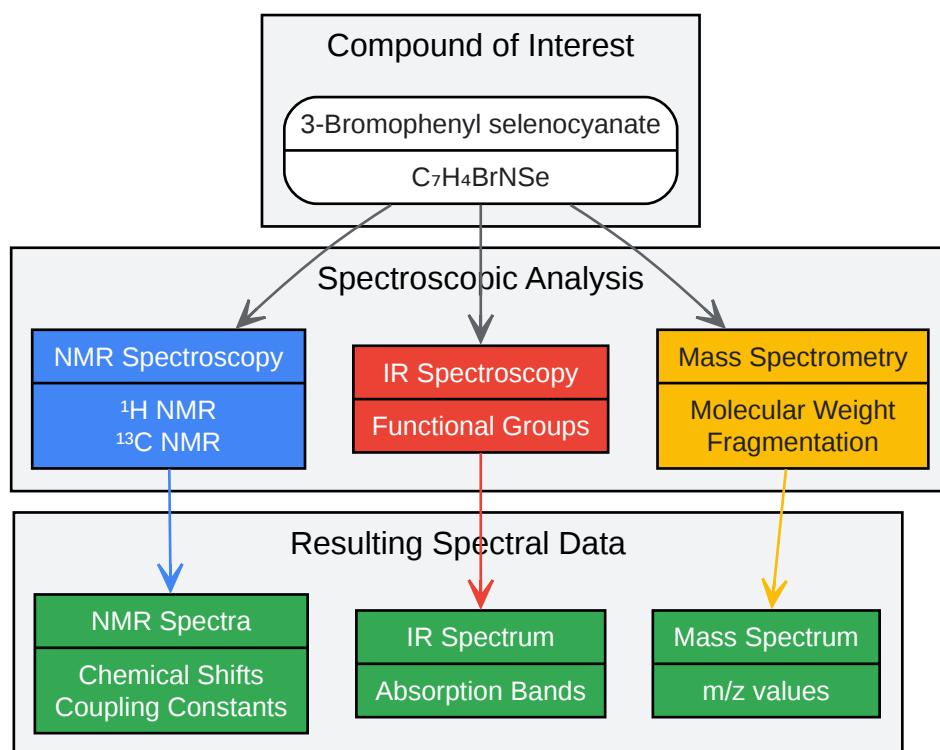 Compound of Interest
3-Bromophenyl selenocyanate
C₇H₄BrNSe
Spectroscopic Analysis
NMR Spectroscopy
¹H NMR
¹³C NMR
IR Spectroscopy
Functional Groups
Mass Spectrometry
Molecular Weight
Fragmentation
Resulting Spectral Data
NMR Spectra
Chemical Shifts
Coupling Constants
IR Spectrum
Absorption Bands
Mass Spectrum
m/z values